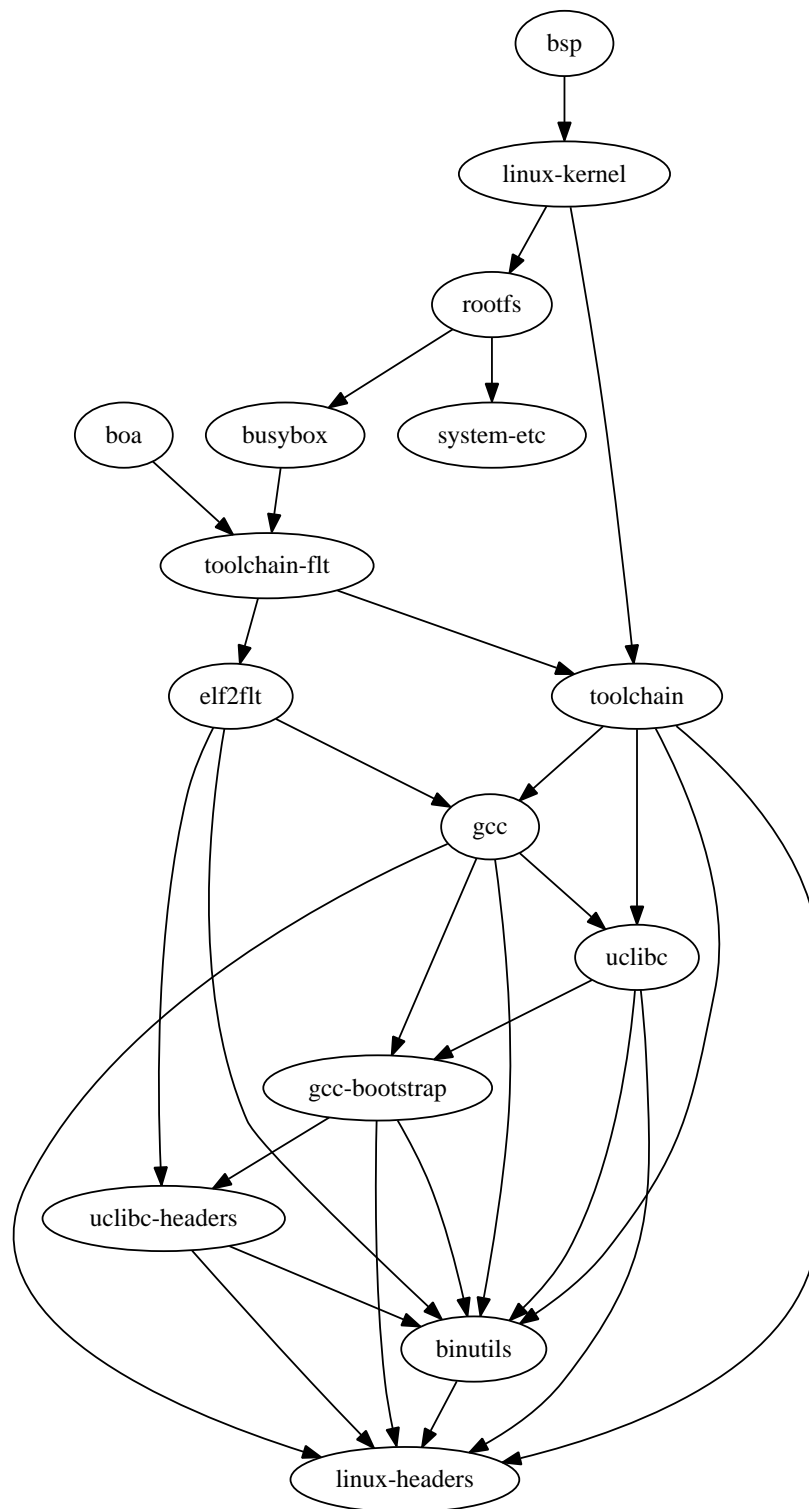 bsp
linux-kernel
rootfs
boa
busybox
system-etc
toolchain-flt
elf2flt
toolchain
gcc
uclibc
gcc-bootstrap
uclibc-headers
binutils
linux-headers